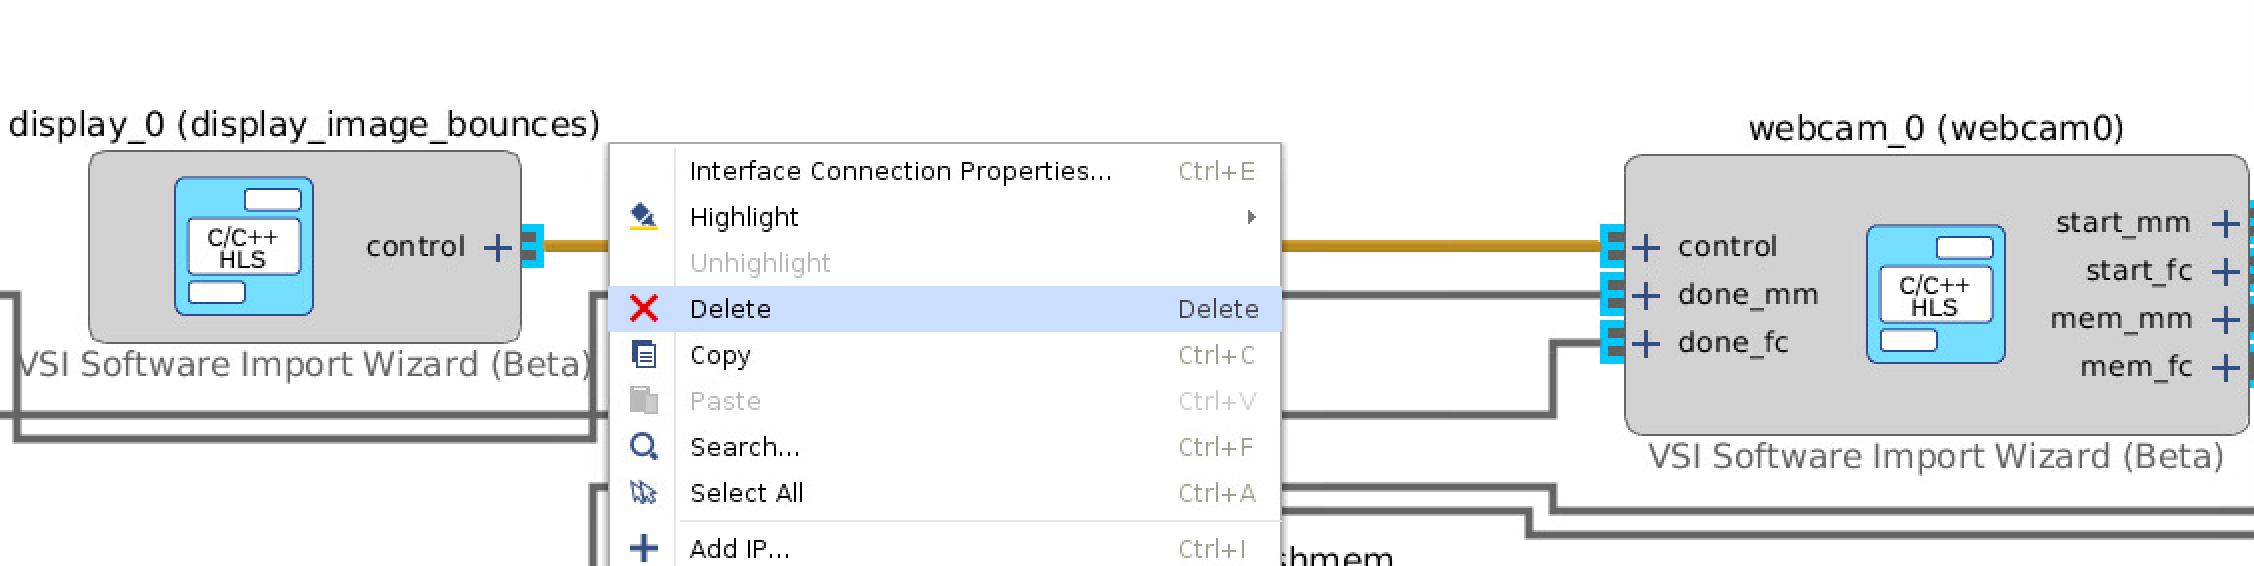 display_0 (display_image_bounces)
C/C++
HLS
control
VSI Software Import Wizard (Beta)
Interface Connection Properties... Ctrl+E
Highlight
Unhighlight
Delete Delete
Copy Ctrl+C
Paste Ctrl+V
Search... Ctrl+F
Select All Ctrl+A
Add IP... Ctrl+I
webcam_0 (webcam0)
control
done_mm
done_fc
C/C++
HLS
start_mm
start_fc
mem_mm
mem_fc
VSI Software Import Wizard (Beta)
shmem